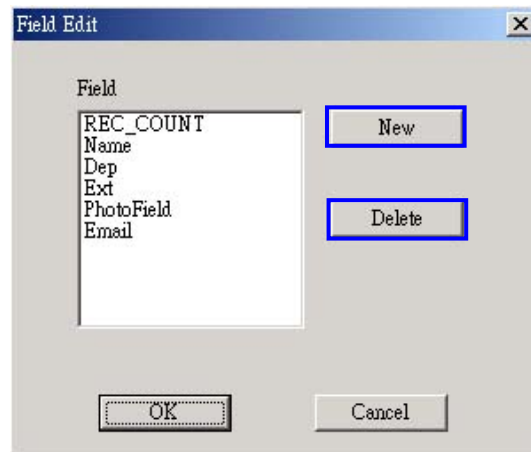 Field Edit
Field
REC_COUNT
Name
Dep
Ext
PhotoField
Email
New
Delete
OK
Cancel